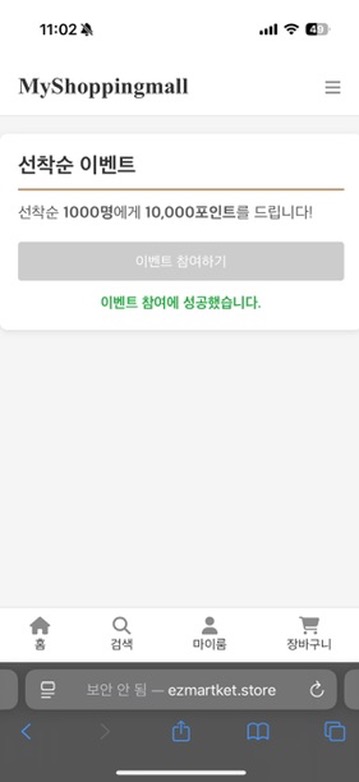 11:02
49
MyShoppingmall
선착순 이벤트
선착순 1000명에게 10,000포인트를 드립니다!
이벤트 참여하기
이벤트 참여에 성공했습니다.
홈 검색 마이룸 장바구니
보안 안 됨 — ezmartket.store